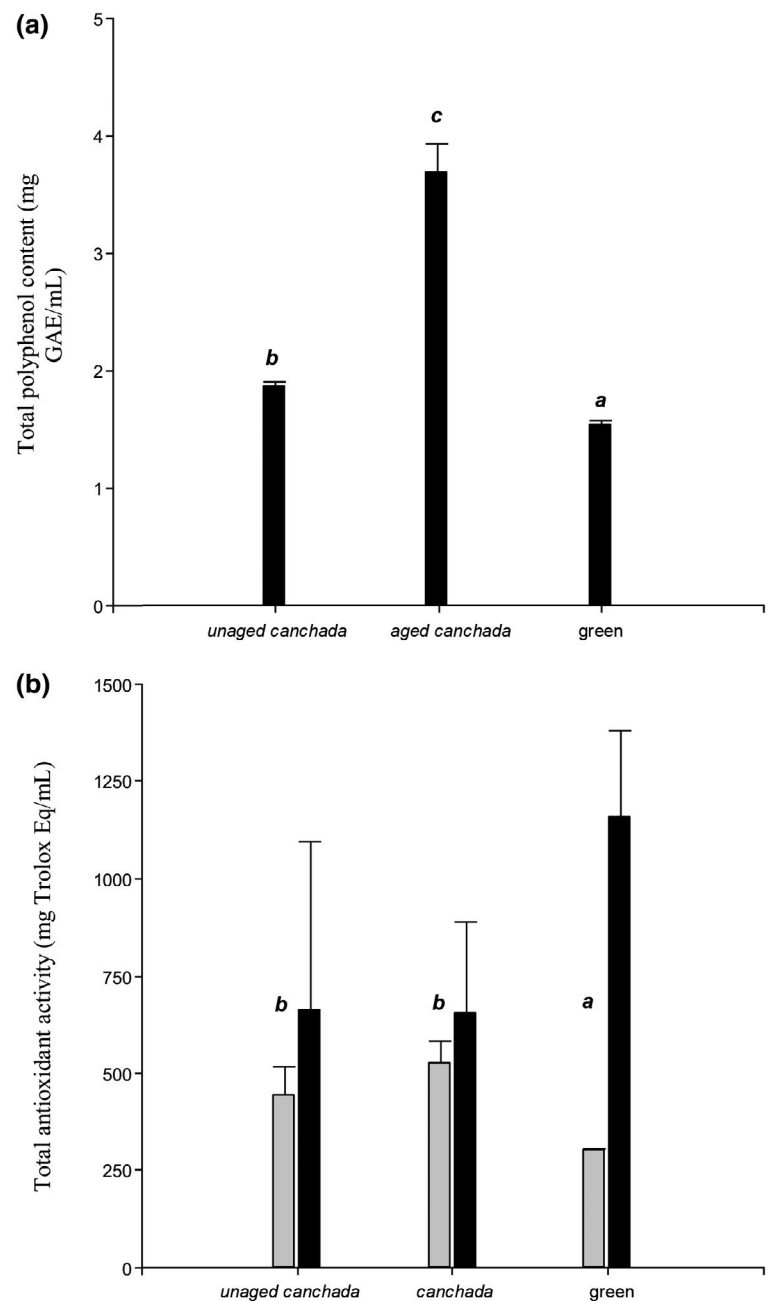 (a)
Total polyphenol content (mg
GAE/mL)
5
4
3
2
1
0
b
c
a
unaged canchada
aged canchada
green
(b)
Total antioxidant activity (mg Trolox Eq/mL)
1500
1250
1000
750
500
250
0
b
b
a
unaged canchada
canchada
green